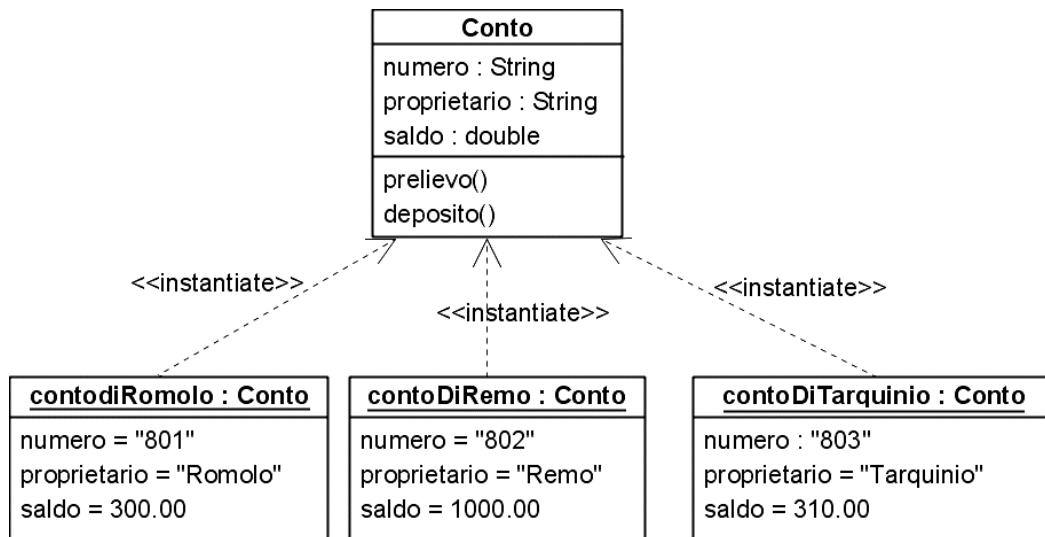 Conto
numero : String
proprietario : String
saldo : double
prelievo()
deposito()
<<instantiate>>
<<instantiate>>
<<instantiate>>
contodiRomolo : Conto
numero = "801"
proprietario = "Romolo"
saldo = 300.00
contoDiRemo : Conto
numero = "802"
proprietario = "Remo"
saldo = 1000.00
contoDiTarquinio : Conto
numero : "803"
proprietario = "Tarquinio"
saldo = 310.00